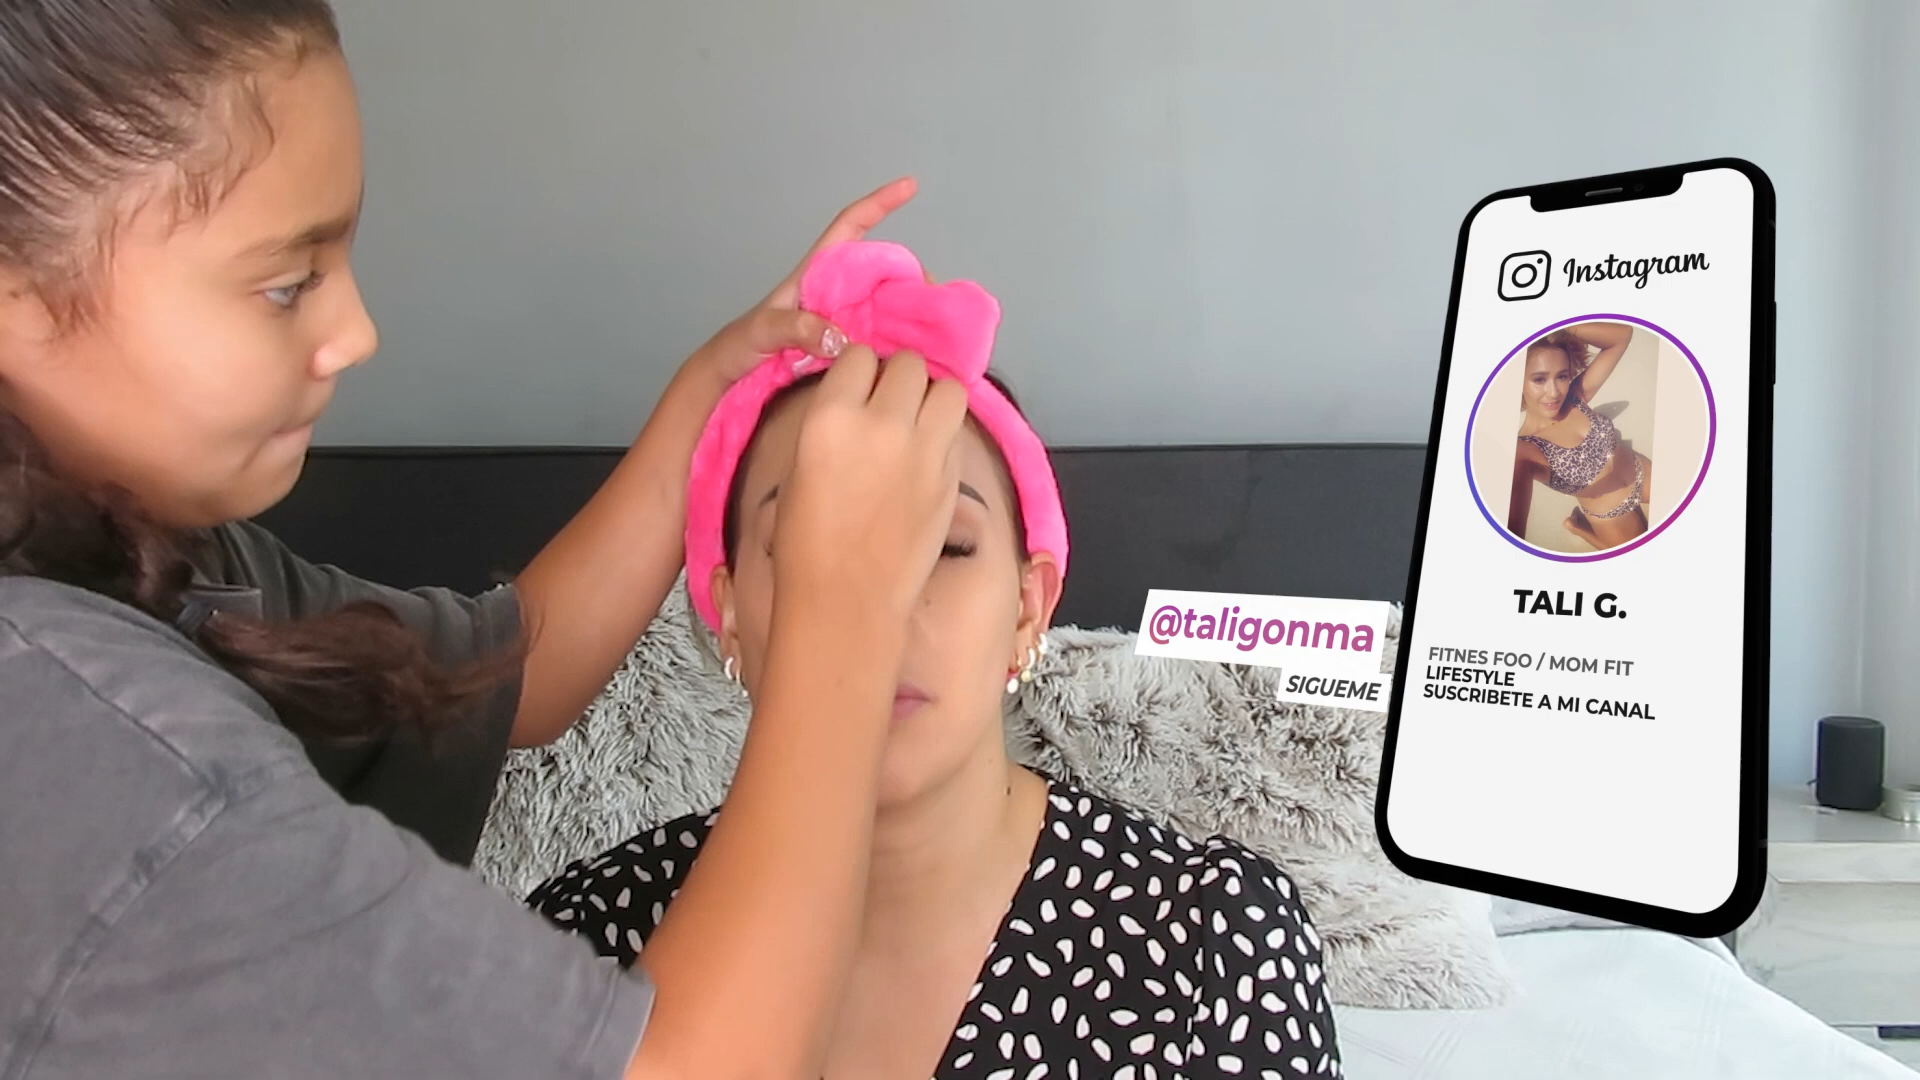 Instagram
TALI G.
FITNES FOO / MOM FIT
LIFESTYLE
SUSCRIBETE A MI CANAL
@taligonma
SIGUEME